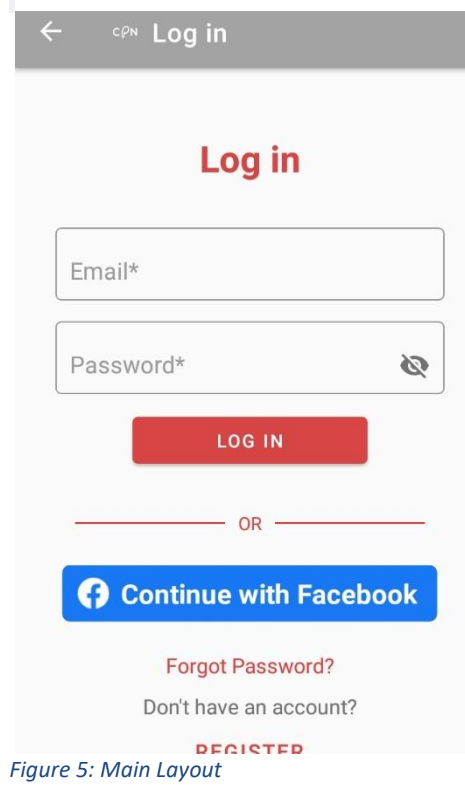 CPN Log in
Log in
Email*
Password*
LOG IN
OR
Continue with Facebook
Forgot Password?
Don't have an account?
REGISTER
Figure 5: Main Layout